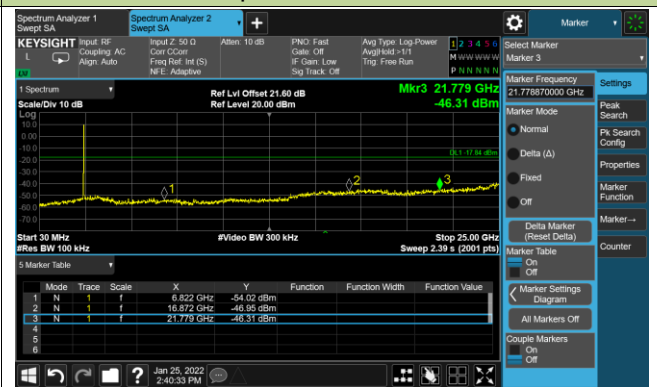 Spectrum Analyzer 1
Swept SA
Spectrum Analyzer 2
Swept SA
Marker
KEYSIGHT
L
Input: RF
Coupling: AC
Align: Auto
Input Z: 50 Ω
Corr CCorr
Freq Ref: Int (S)
NFE: Adaptive
Atten: 10 dB
PNO: Fast
Gate: Off
IF Gain: Low
Sig Track: Off
Avg Type: Log-Power
Avg|Hold:>1/1
Trig: Free Run
1 2 3 4 5 6
M W W W W W
P N N N N N
Select Marker
Marker 3
1 Spectrum
Scale/Div 10 dB
Log
Ref Lvl Offset 21.60 dB
Ref Level 20.00 dBm
Mkr3 21.779 GHz
-46.31 dBm
10.0
0.00
-10.0
-20.0
-30.0
-40.0
-50.0
-60.0
-70.0
DL1 -17.84 dBm
1
2
3
Start 30 MHz
#Res BW 100 kHz
#Video BW 300 kHz
Stop 25.00 GHz
Sweep 2.39 s (2001 pts)
5 Marker Table
Mode Trace Scale X Y Function Function Width Function Value
1 N 1 f 6.822 GHz -54.02 dBm
2 N 1 f 16.872 GHz -46.95 dBm
3 N 1 f 21.779 GHz -46.31 dBm
4
5
6
Marker Frequency
21.778870000 GHz
Marker Mode
Normal
Delta (Δ)
Fixed
Off
Delta Marker
(Reset Delta)
Marker Table
On
Off
Marker Settings
Diagram
All Markers Off
Couple Markers
On
Off
Settings
Peak
Search
Pk Search
Config
Properties
Marker
Function
Marker→
Counter
Jan 25, 2022
2:40:33 PM